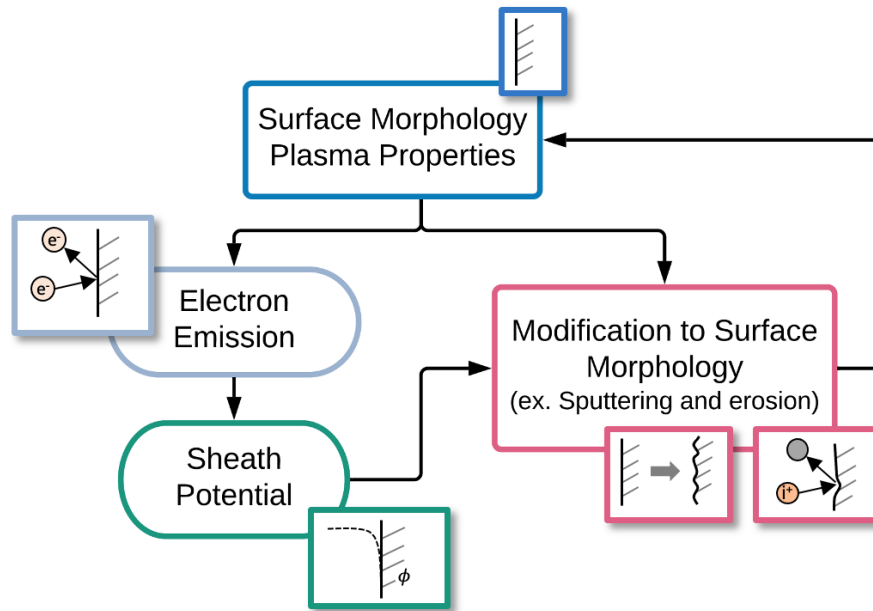 Surface Morphology
Plasma Properties
e⁻
e⁻
Electron
Emission
Modification to Surface
Morphology
(ex. Sputtering and erosion)
Sheath
Potential
i⁺
ϕ